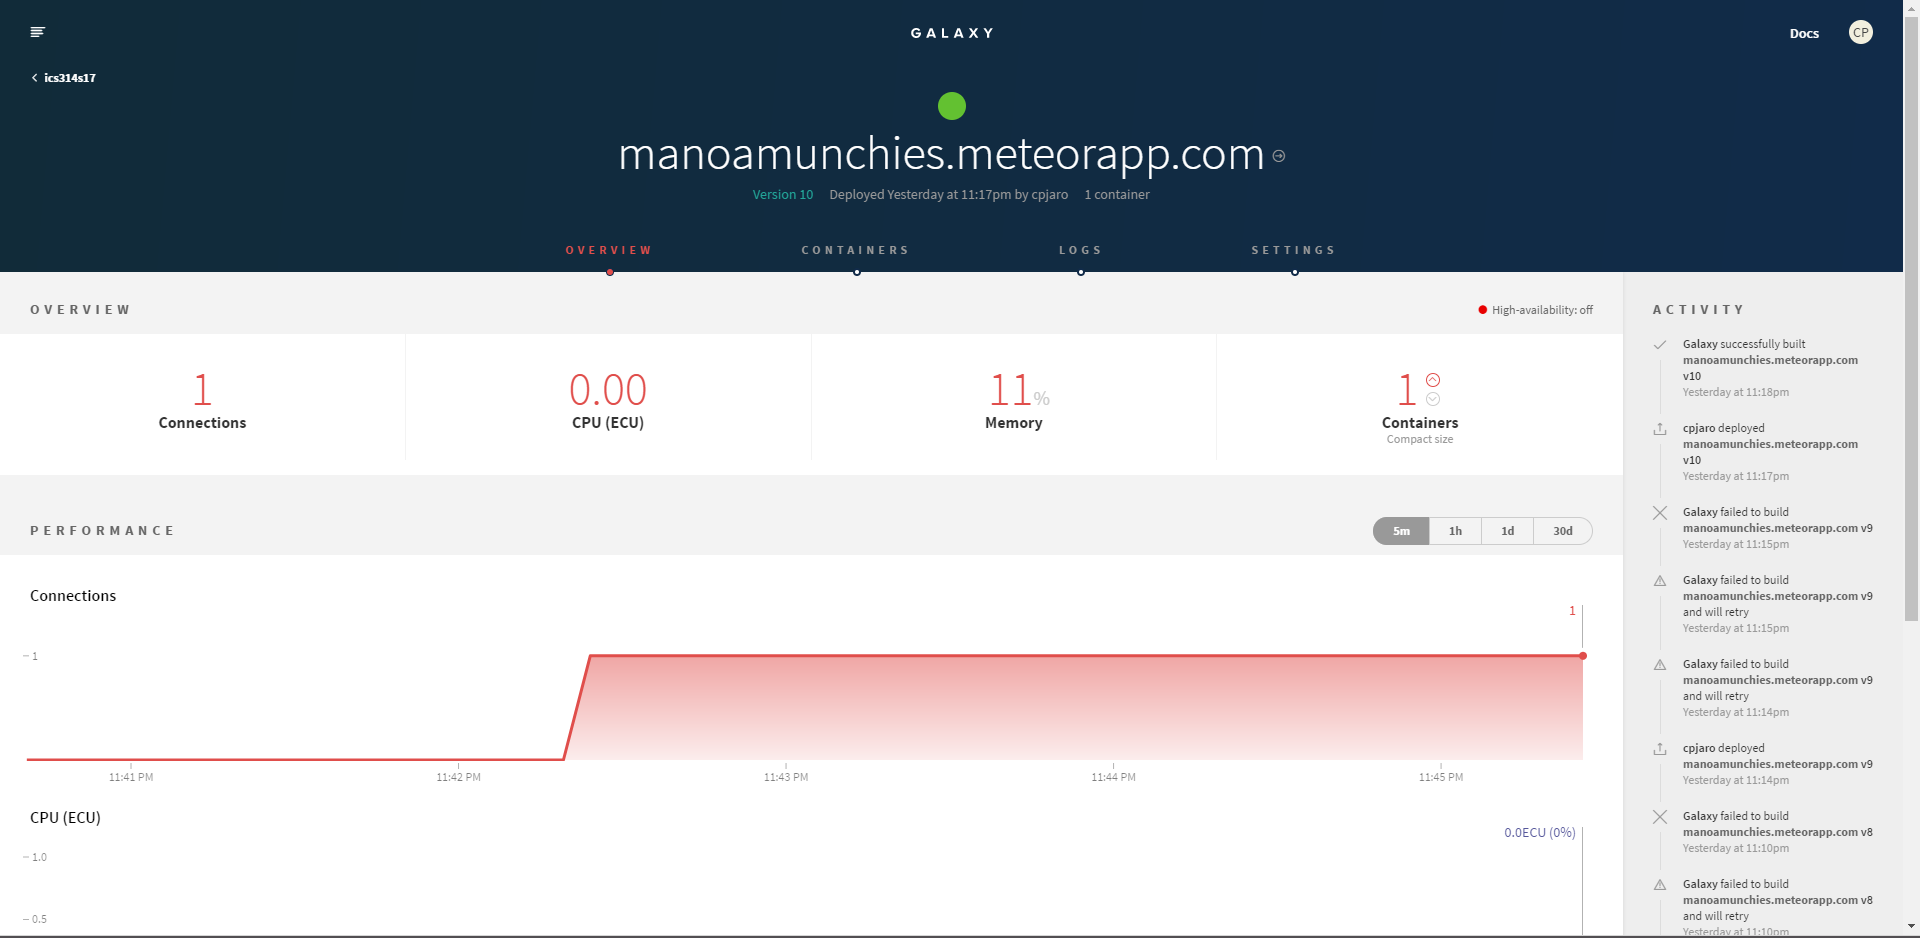 GALAXY
Docs
CP
ics314s17
manoamunchies.meteorapp.com
Version 10 Deployed Yesterday at 11:17pm by cpjaro 1 container
OVERVIEW CONTAINERS LOGS SETTINGS
OVERVIEW
High-availability: off
1
Connections
0.00
CPU (ECU)
11%
Memory
1
Containers
Compact size
PERFORMANCE
5m 1h 1d 30d
Connections
1
1
11:41 PM 11:42 PM 11:43 PM 11:44 PM 11:45 PM
CPU (ECU)
0.0ECU (0%)
1.0
0.5
ACTIVITY
Galaxy successfully built
manoamunchies.meteorapp.com
v10
Yesterday at 11:18pm
cpjaro deployed
manoamunchies.meteorapp.com
v10
Yesterday at 11:17pm
Galaxy failed to build
manoamunchies.meteorapp.com v9
Yesterday at 11:15pm
Galaxy failed to build
manoamunchies.meteorapp.com v9
and will retry
Yesterday at 11:15pm
Galaxy failed to build
manoamunchies.meteorapp.com v9
and will retry
Yesterday at 11:14pm
cpjaro deployed
manoamunchies.meteorapp.com v9
Yesterday at 11:14pm
Galaxy failed to build
manoamunchies.meteorapp.com v8
Yesterday at 11:10pm
Galaxy failed to build
manoamunchies.meteorapp.com v8
and will retry
Yesterday at 11:10pm